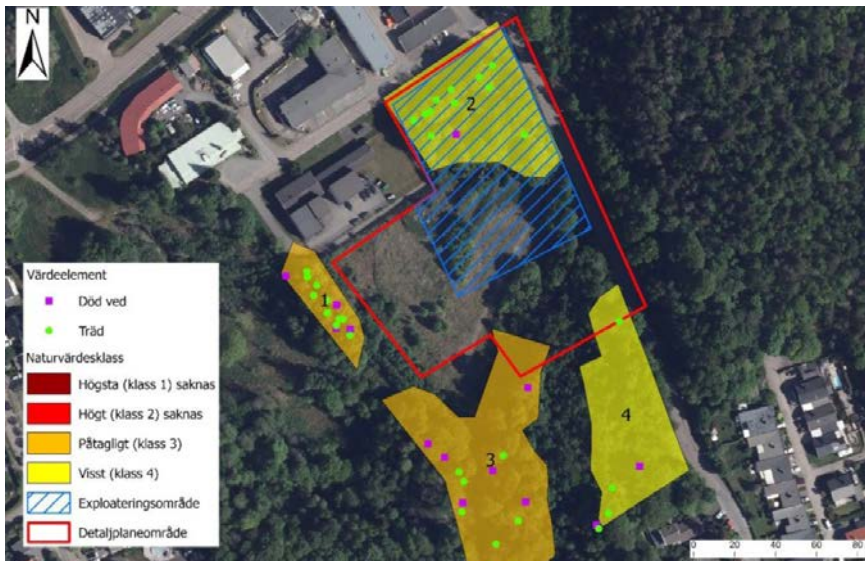 N
2
1
3
4
Värdeelement
Död ved
Träd
Naturvärdesklass
Högsta (klass 1) saknas
Högt (klass 2) saknas
Påtagligt (klass 3)
Visst (klass 4)
Exploateringsområde
Detaljplaneområde
0 20 40 60 80